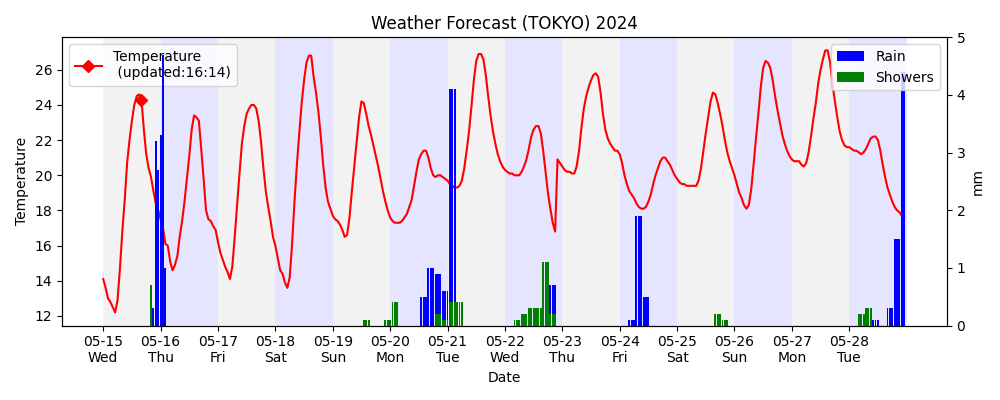 Weather Forecast (TOKYO) 2024
Temperature
(updated:16:14)
Rain
Showers
Temperature
26
24
22
20
18
16
14
12
5
4
3
2
1
0
mm
05-15 05-16 05-17 05-18 05-19 05-20 05-21 05-22 05-23 05-24 05-25 05-26 05-27 05-28
Wed Thu Fri Sat Sun Mon Tue Wed Thu Fri Sat Sun Mon Tue
Date